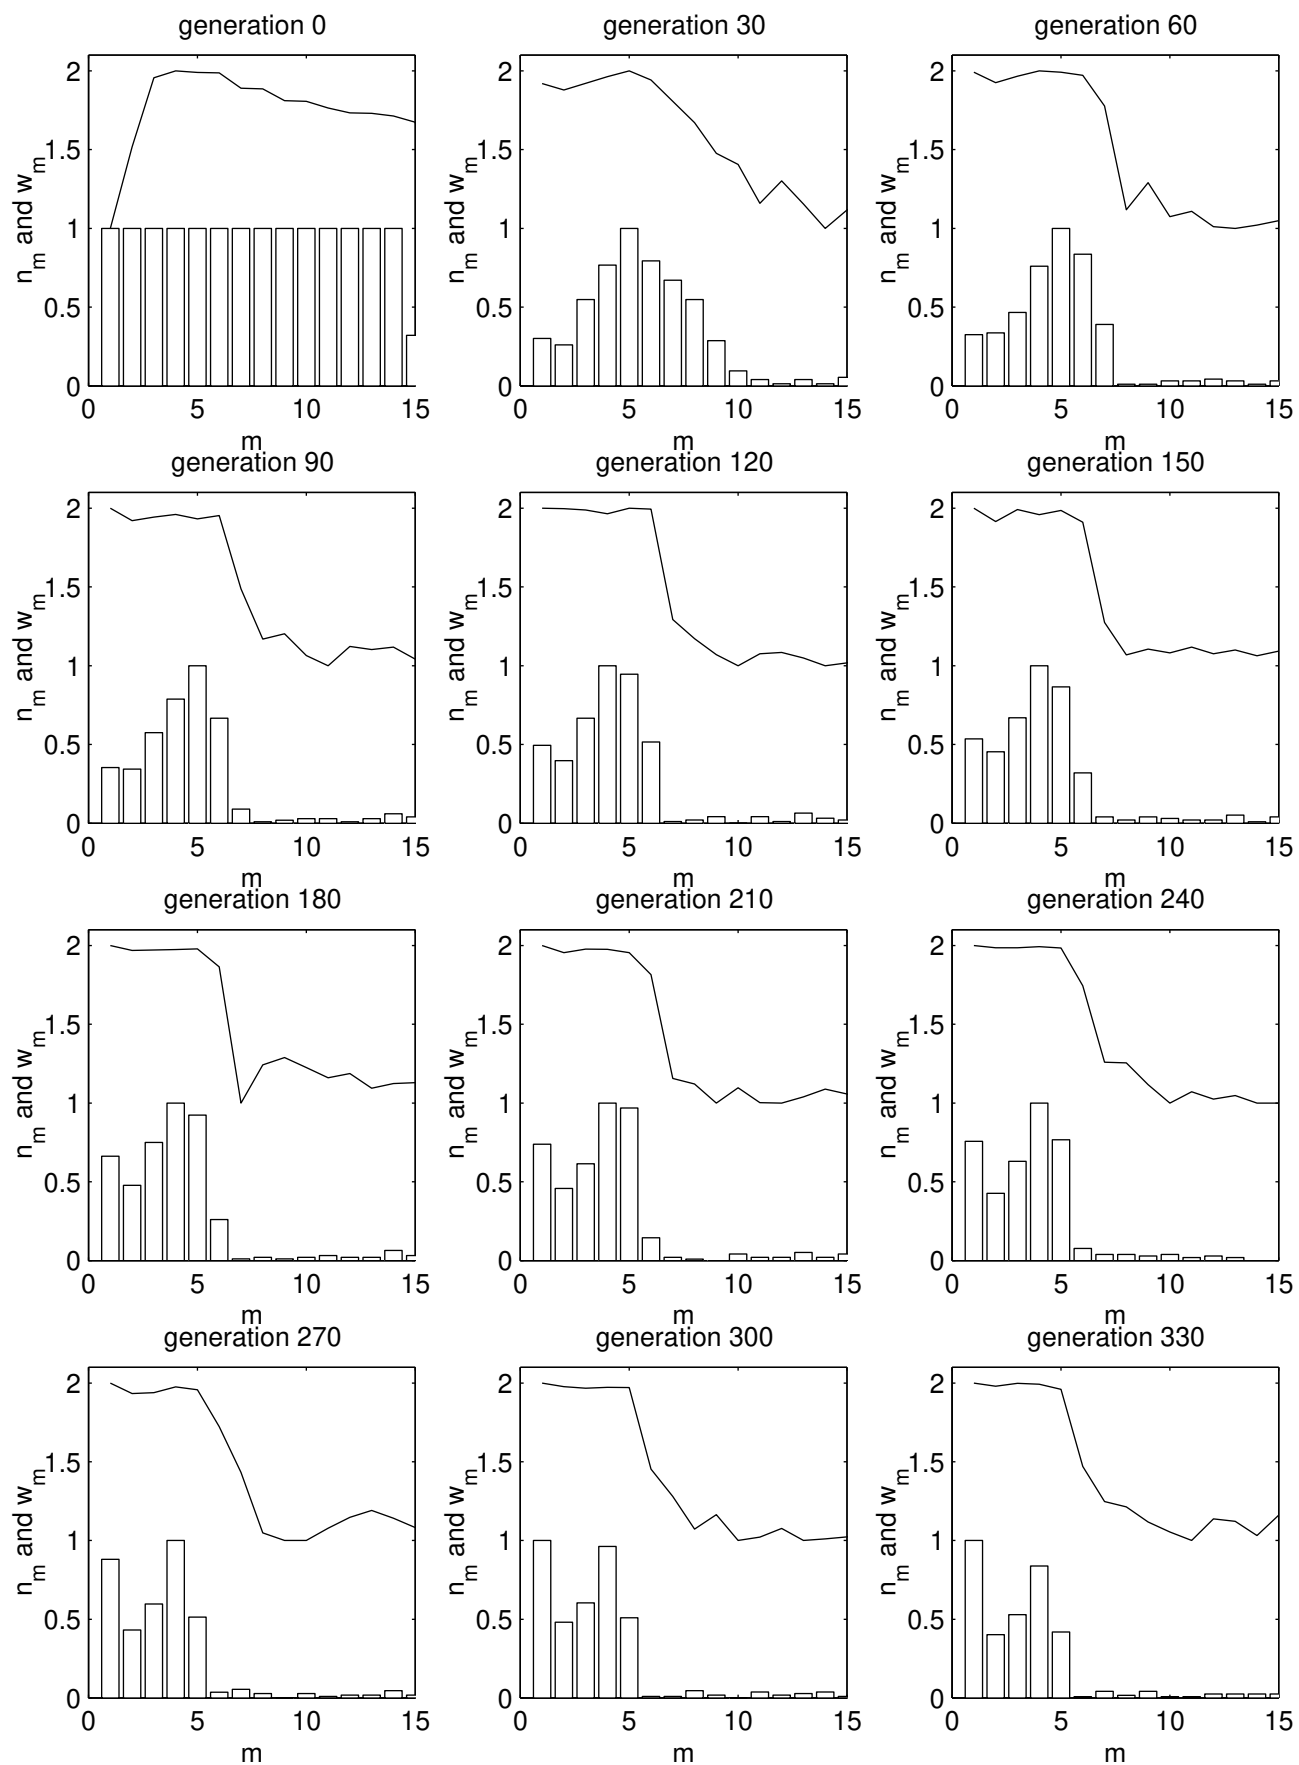 generation 0
2
1.5
1
0.5
0
n_m and w_m
0 5 10 15
m
generation 30
2
1.5
1
0.5
0
n_m and w_m
0 5 10 15
m
generation 60
2
1.5
1
0.5
0
n_m and w_m
0 5 10 15
m
generation 90
2
1.5
1
0.5
0
n_m and w_m
0 5 10 15
m
generation 120
2
1.5
1
0.5
0
n_m and w_m
0 5 10 15
m
generation 150
2
1.5
1
0.5
0
n_m and w_m
0 5 10 15
m
generation 180
2
1.5
1
0.5
0
n_m and w_m
0 5 10 15
m
generation 210
2
1.5
1
0.5
0
n_m and w_m
0 5 10 15
m
generation 240
2
1.5
1
0.5
0
n_m and w_m
0 5 10 15
m
generation 270
2
1.5
1
0.5
0
n_m and w_m
0 5 10 15
m
generation 300
2
1.5
1
0.5
0
n_m and w_m
0 5 10 15
m
generation 330
2
1.5
1
0.5
0
n_m and w_m
0 5 10 15
m